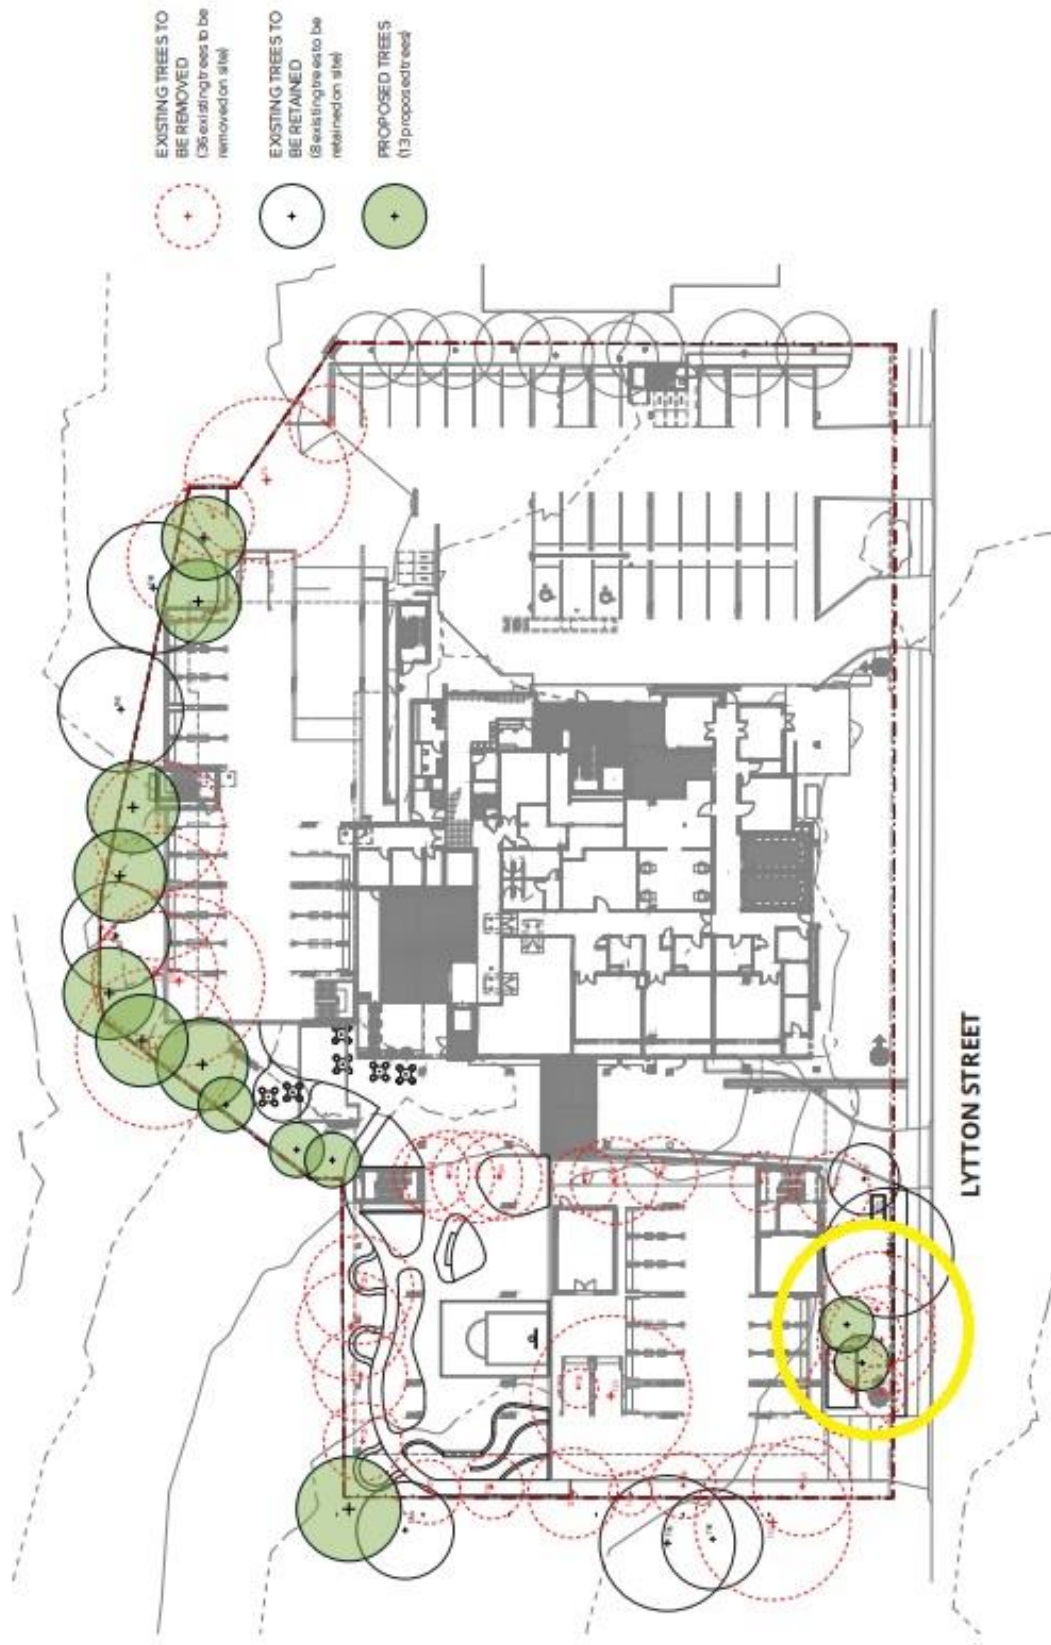 EXISTING TREES TO
BE REMOVED
(36 existing trees to be
removed on site)
EXISTING TREES TO
BE RETAINED
(8 existing trees to be
retained on site)
PROPOSED TREES
(13 proposed trees)
LYTTON STREET